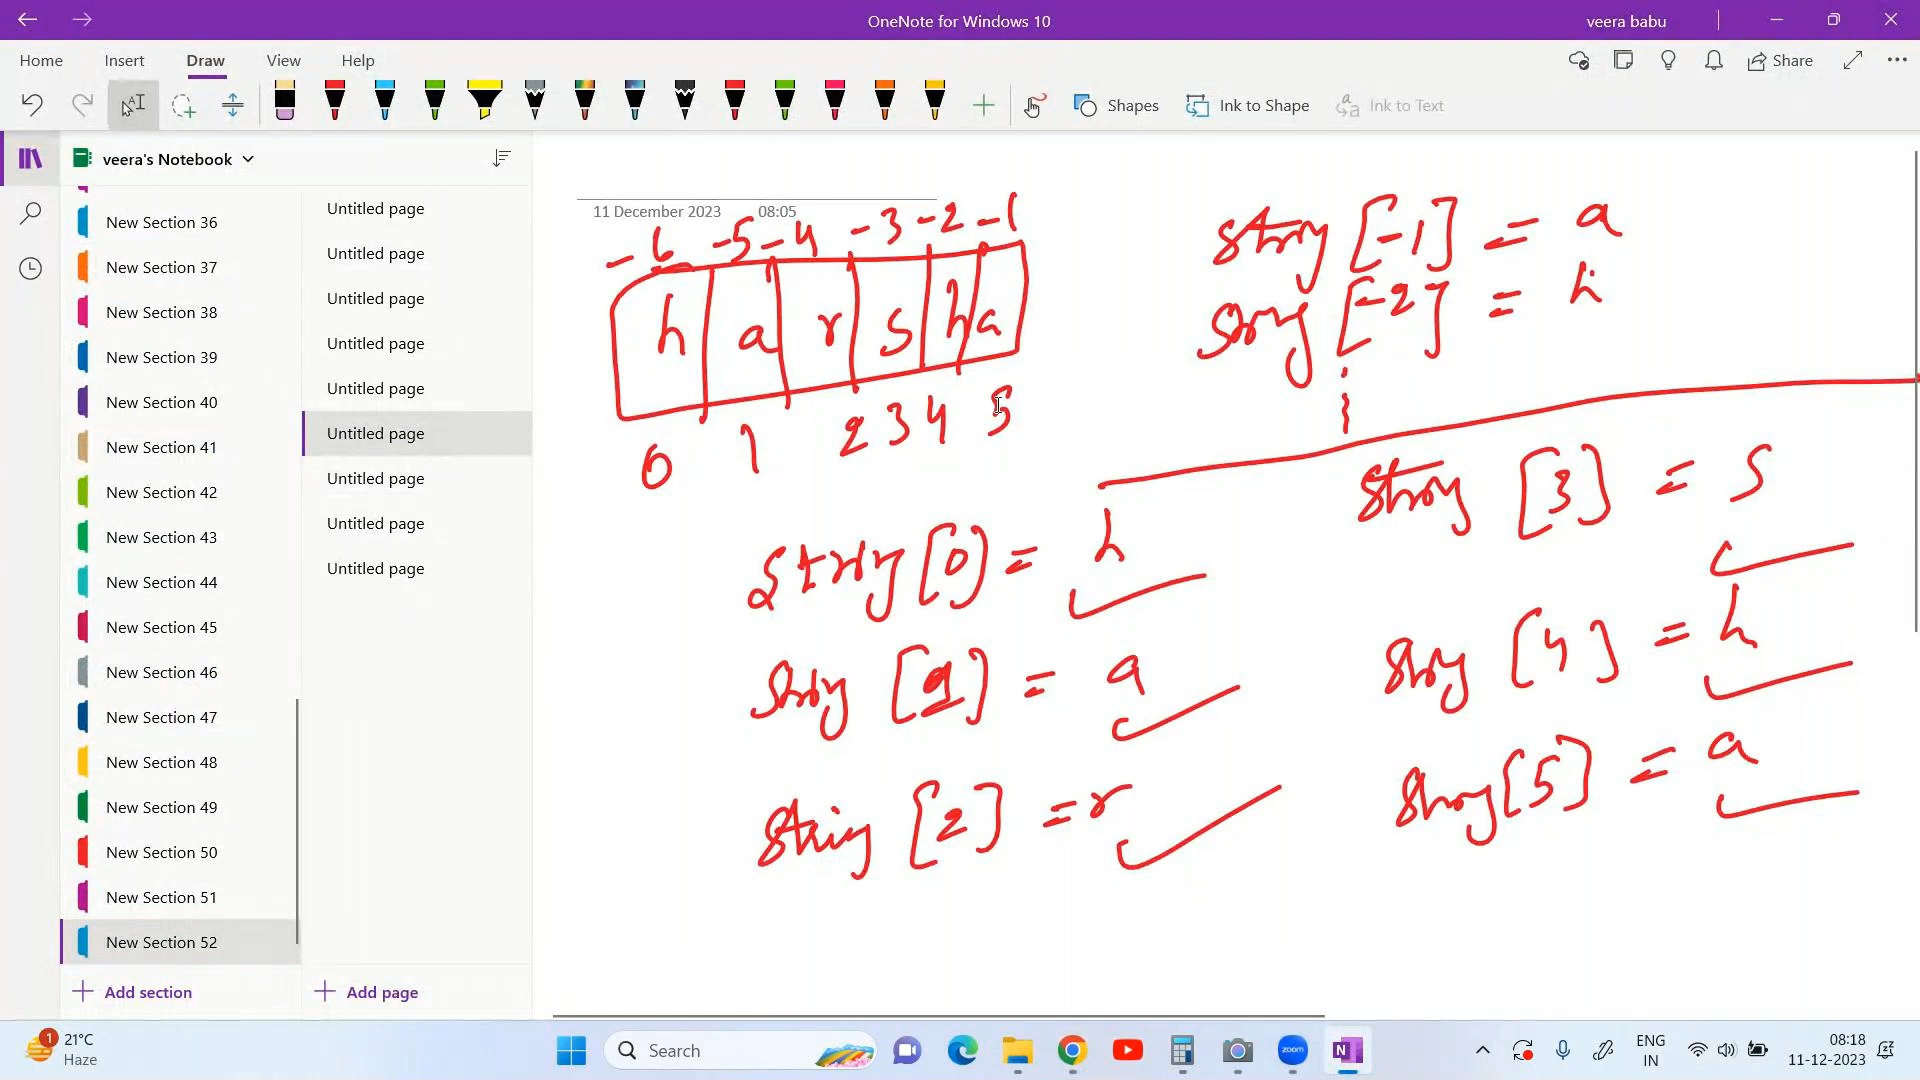 OneNote for Windows 10
veera babu
Home Insert Draw View Help
Share
Shapes Ink to Shape Ink to Text
veera's Notebook
New Section 36
New Section 37
New Section 38
New Section 39
New Section 40
New Section 41
New Section 42
New Section 43
New Section 44
New Section 45
New Section 46
New Section 47
New Section 48
New Section 49
New Section 50
New Section 51
New Section 52
Add section
Untitled page
Untitled page
Untitled page
Untitled page
Untitled page
Untitled page
Untitled page
Untitled page
Untitled page
Add page
11 December 2023 08:05
-6 -5 -4 -3 -2 -1
h a r s h a
0 1 2 3 4 5
string [-1] = a
string [-2] = h
string [0] = h
string [1] = a
string [2] = r
string [3] = s
string [4] = h
string [5] = a
1
21°C
Haze
Search
zoom
N
ENG
IN
08:18
11-12-2023